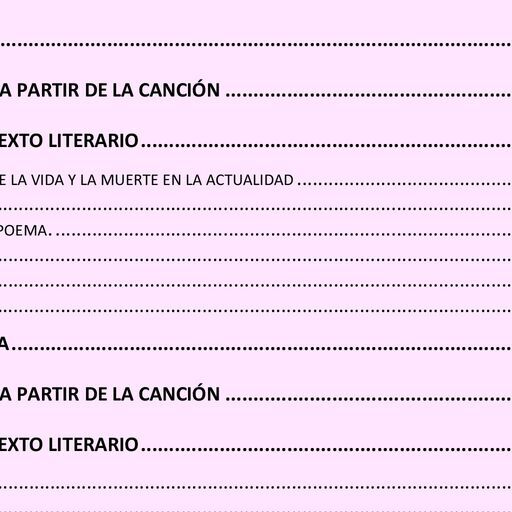 ....................................................................................
A PARTIR DE LA CANCIÓN ....................................................
EXTO LITERARIO..................................................................
E LA VIDA Y LA MUERTE EN LA ACTUALIDAD ........................................
....................................................................................
POEMA. ..............................................................................
....................................................................................
....................................................................................
....................................................................................
A....................................................................................
A PARTIR DE LA CANCIÓN ....................................................
EXTO LITERARIO..................................................................
....................................................................................